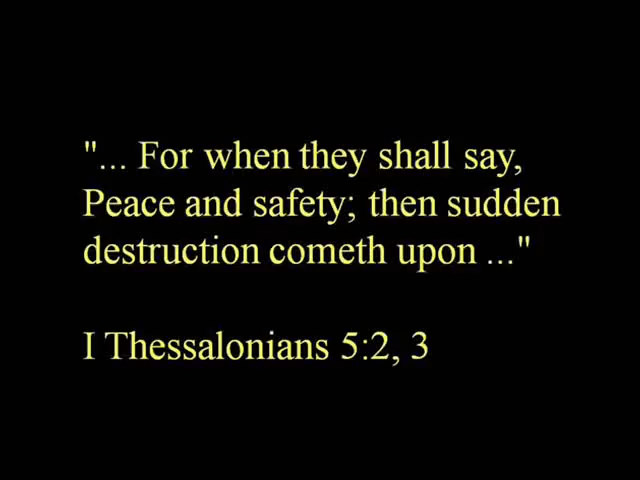 "... For when they shall say,
Peace and safety; then sudden
destruction cometh upon ..."
I Thessalonians 5:2, 3